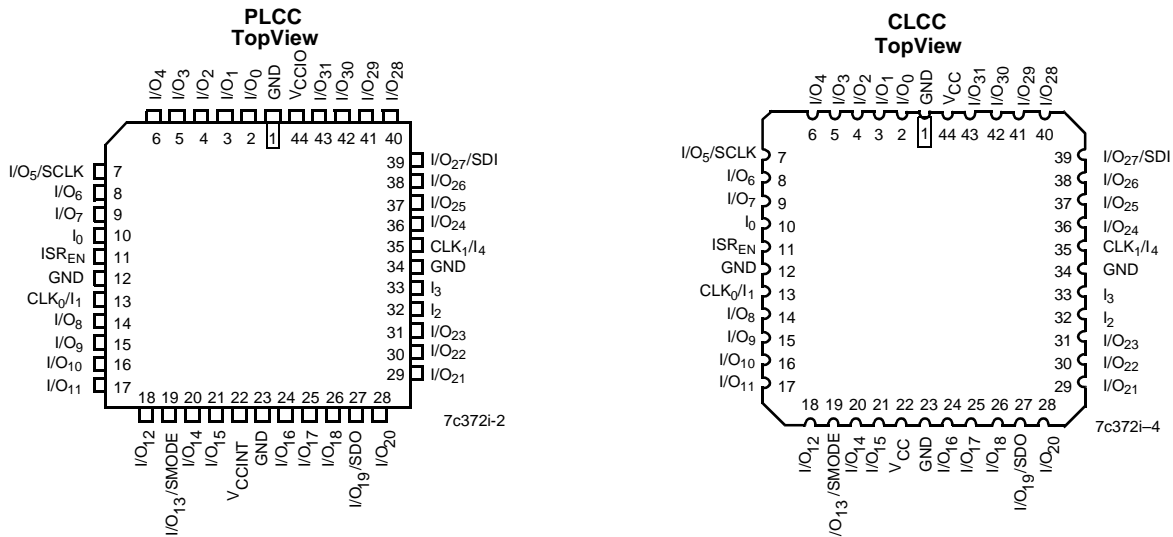 PLCC
TopView
I/O4
I/O3
I/O2
I/O1
I/O0
GND
VCCIO
I/O31
I/O30
I/O29
I/O28
6 5 4 3 2 1 44 43 42 41 40
I/O5/SCLK 7
I/O6 8
I/O7 9
I0 10
ISREN 11
GND 12
CLK0/I1 13
I/O8 14
I/O9 15
I/O10 16
I/O11 17
39 I/O27/SDI
38 I/O26
37 I/O25
36 I/O24
35 CLK1/I4
34 GND
33 I3
32 I2
31 I/O23
30 I/O22
29 I/O21
18 19 20 21 22 23 24 25 26 27 28
I/O12
I/O13/SMODE
I/O14
I/O15
VCCINT
GND
I/O16
I/O17
I/O18
I/O19/SDO
I/O20
7c372i-2
CLCC
TopView
I/O4
I/O3
I/O2
I/O1
I/O0
GND
VCC
I/O31
I/O30
I/O29
I/O28
6 5 4 3 2 1 44 43 42 41 40
I/O5/SCLK 7
I/O6 8
I/O7 9
I0 10
ISREN 11
GND 12
CLK0/I1 13
I/O8 14
I/O9 15
I/O10 16
I/O11 17
39 I/O27/SDI
38 I/O26
37 I/O25
36 I/O24
35 CLK1/I4
34 GND
33 I3
32 I2
31 I/O23
30 I/O22
29 I/O21
18 19 20 21 22 23 24 25 26 27 28
I/O12
/O13/SMODE
I/O14
I/O15
VCC
GND
I/O16
I/O17
I/O18
I/O19/SDO
I/O20
7c372i–4